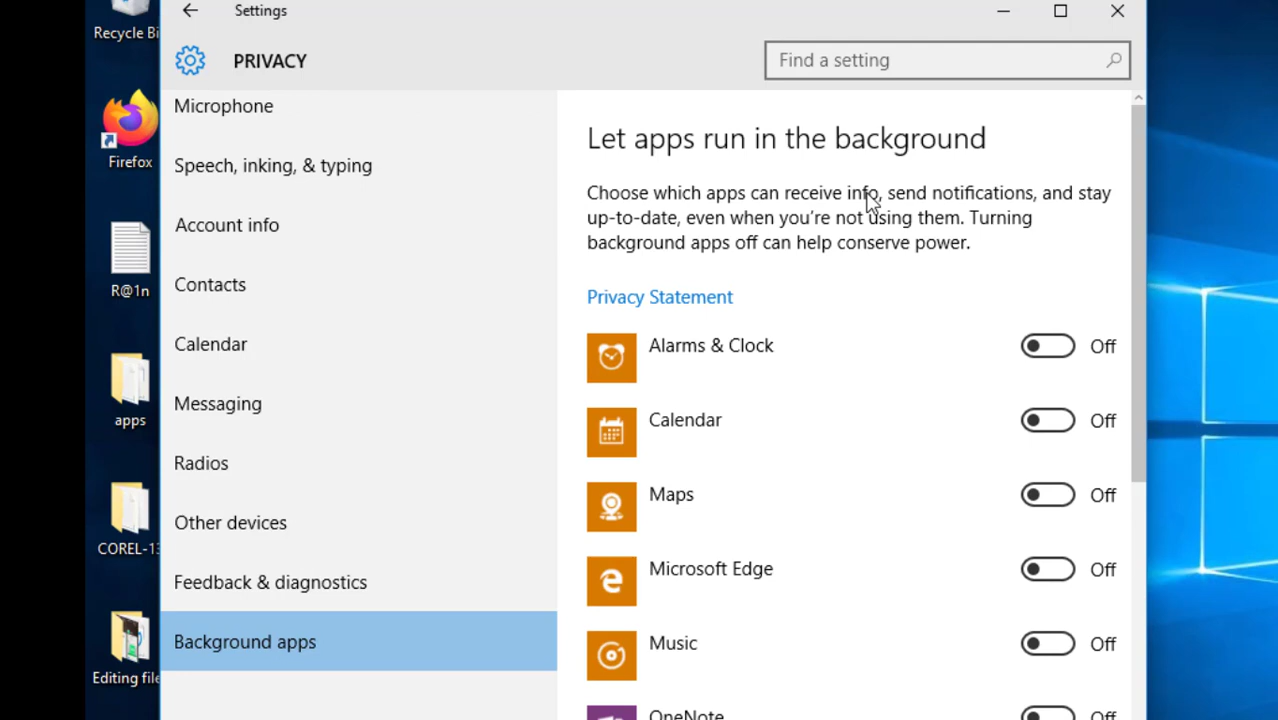 Settings
PRIVACY
Find a setting
Recycle Bi
Firefox
R@1n
apps
COREL-13
Editing file
Microphone
Speech, inking, & typing
Account info
Contacts
Calendar
Messaging
Radios
Other devices
Feedback & diagnostics
Background apps
Let apps run in the background
Choose which apps can receive info, send notifications, and stay
up-to-date, even when you're not using them. Turning
background apps off can help conserve power.
Privacy Statement
Alarms & Clock Off
Calendar Off
Maps Off
Microsoft Edge Off
Music Off
OneNote Off